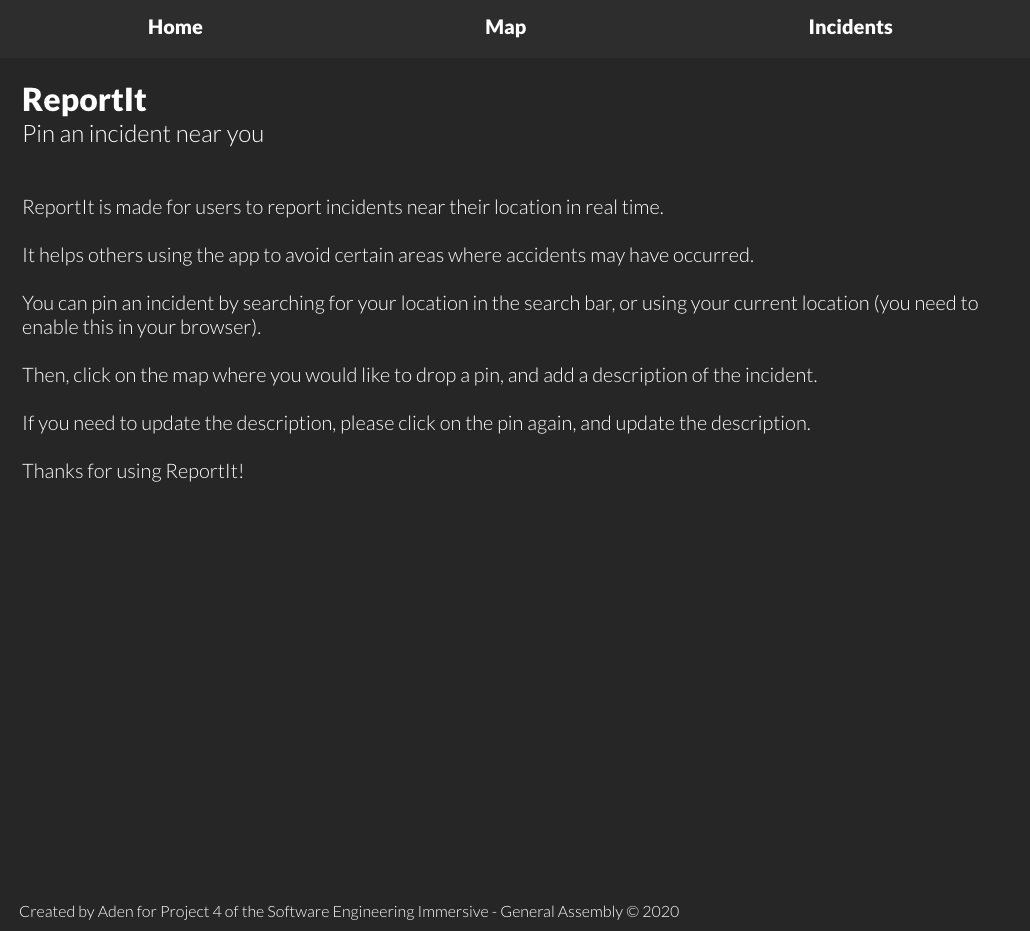 Home Map Incidents
ReportIt
Pin an incident near you
ReportIt is made for users to report incidents near their location in real time.
It helps others using the app to avoid certain areas where accidents may have occurred.
You can pin an incident by searching for your location in the search bar, or using your current location (you need to
enable this in your browser).
Then, click on the map where you would like to drop a pin, and add a description of the incident.
If you need to update the description, please click on the pin again, and update the description.
Thanks for using ReportIt!
Created by Aden for Project 4 of the Software Engineering Immersive - General Assembly © 2020